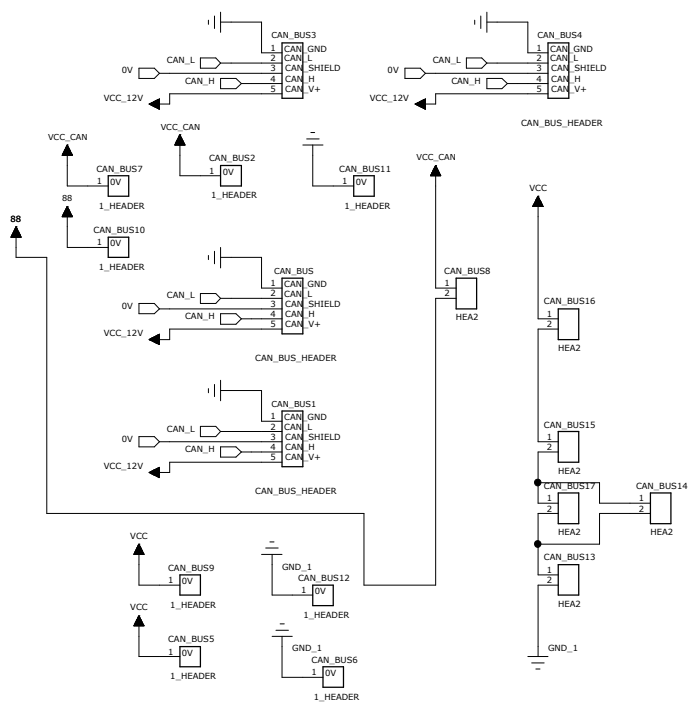 CAN_BUS3
1 CAN_GND
CAN_L 2 CAN_L
0V 3 CAN_SHIELD
CAN_H 4 CAN_H
VCC_12V 5 CAN_V+
CAN_BUS4
1 CAN_GND
CAN_L 2 CAN_L
0V 3 CAN_SHIELD
CAN_H 4 CAN_H
VCC_12V 5 CAN_V+
CAN_BUS_HEADER
VCC_CAN
CAN_BUS7
1 0V
1_HEADER
VCC_CAN
CAN_BUS2
1 0V
1_HEADER
CAN_BUS11
1 0V
1_HEADER
VCC_CAN
CAN_BUS8
1
2
HEA2
VCC
CAN_BUS16
1
2
HEA2
88
88
CAN_BUS10
1 0V
1_HEADER
CAN_BUS
1 CAN_GND
CAN_L 2 CAN_L
0V 3 CAN_SHIELD
CAN_H 4 CAN_H
VCC_12V 5 CAN_V+
CAN_BUS_HEADER
CAN_BUS1
1 CAN_GND
CAN_L 2 CAN_L
0V 3 CAN_SHIELD
CAN_H 4 CAN_H
VCC_12V 5 CAN_V+
CAN_BUS_HEADER
CAN_BUS15
1
2
HEA2
CAN_BUS17
1
2
HEA2
CAN_BUS14
1
2
HEA2
CAN_BUS13
1
2
HEA2
GND_1
VCC
CAN_BUS9
1 0V
1_HEADER
GND_1
CAN_BUS12
1 0V
1_HEADER
VCC
CAN_BUS5
1 0V
1_HEADER
GND_1
CAN_BUS6
1 0V
1_HEADER